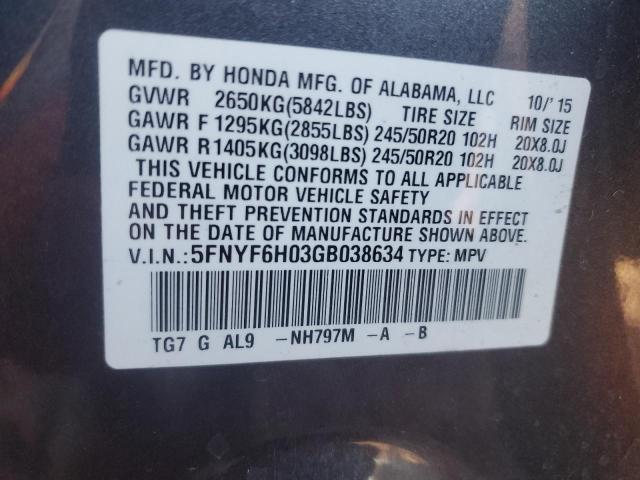 MFD. BY HONDA MFG. OF ALABAMA, LLC 10/'15
GVWR 2650KG(5842LBS) TIRE SIZE RIM SIZE
GAWR F 1295KG(2855LBS) 245/50R20 102H 20X8.0J
GAWR R1405KG(3098LBS) 245/50R20 102H 20X8.0J
THIS VEHICLE CONFORMS TO ALL APPLICABLE
FEDERAL MOTOR VEHICLE SAFETY
AND THEFT PREVENTION STANDARDS IN EFFECT
ON THE DATE OF MANUFACTURE SHOWN ABOVE.
V.I.N.:5FNYF6H03GB038634 TYPE: MPV
TG7 G AL9 -NH797M -A -B